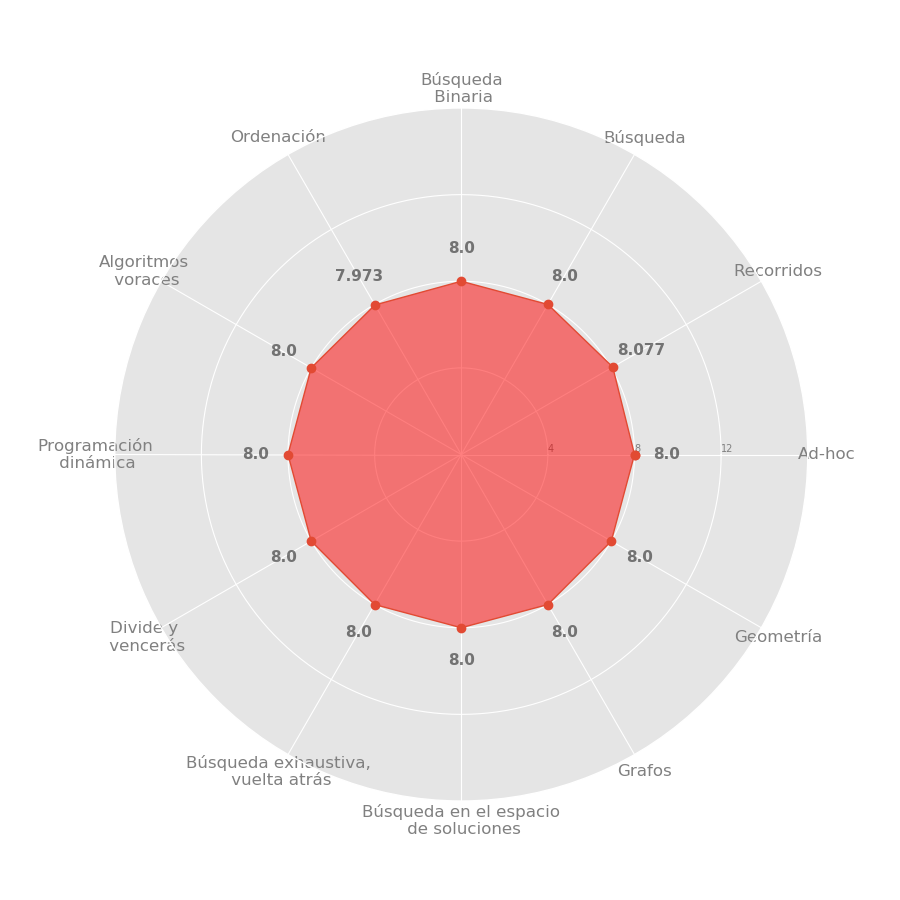 Búsqueda
Binaria
Ordenación
Búsqueda
8.0
Algoritmos
voraces
7.973
8.0
Recorridos
8.0
8.077
Programación
dinámica
8.0
4
8
12
8.0
Ad-hoc
8.0
8.0
Divide y
vencerás
8.0
8.0
Geometría
8.0
Búsqueda exhaustiva,
vuelta atrás
Grafos
Búsqueda en el espacio
de soluciones